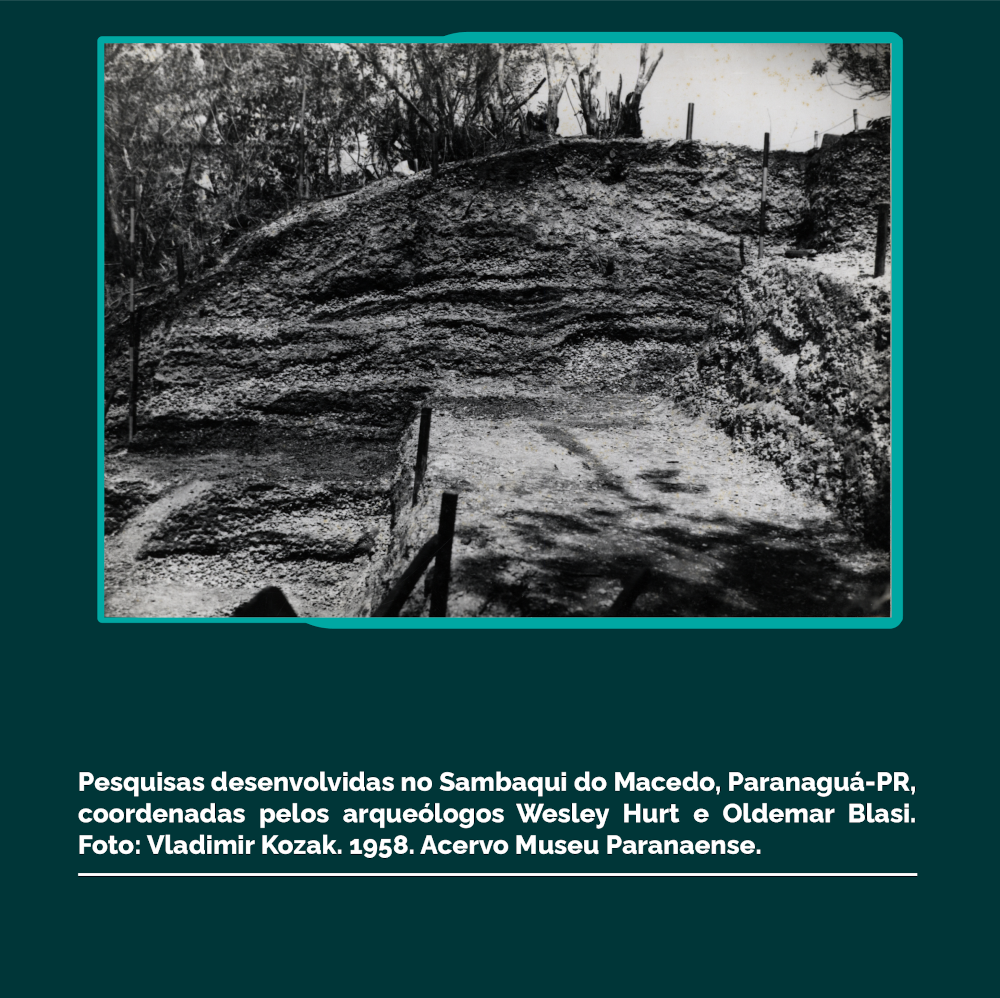 Pesquisas desenvolvidas no Sambaqui do Macedo, Paranaguá-PR,
coordenadas pelos arqueólogos Wesley Hurt e Oldemar Blasi.
Foto: Vladimir Kozak. 1958. Acervo Museu Paranaense.